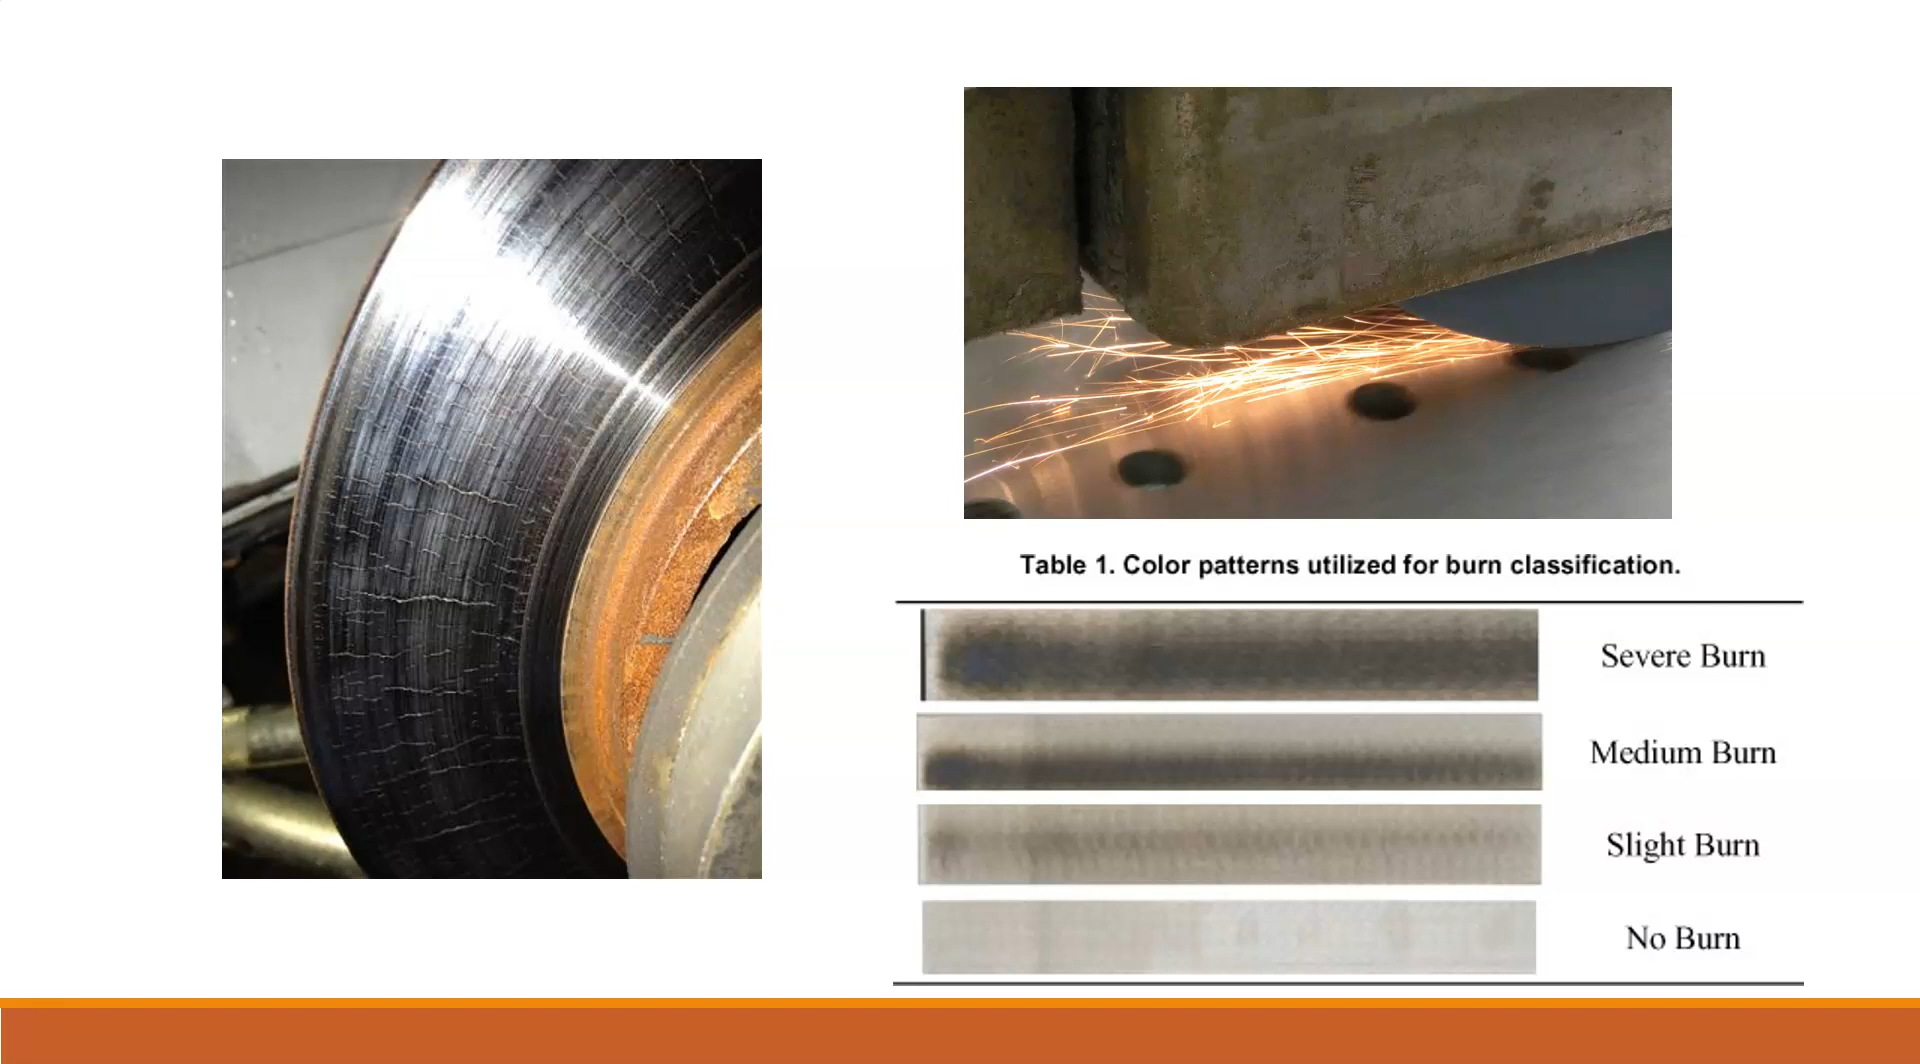 Table 1. Color patterns utilized for burn classification.
Severe Burn
Medium Burn
Slight Burn
No Burn